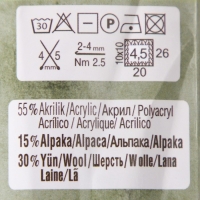 30 P
4 5 mm 2-4 mm Nm 2.5 10x10 4,5 26 20
55% Akrilik/Acrylic/Акрил/Polyacryl
Acrilico/Acrylique/Acrílico
15% Alpaka/Alpaca/Альпака/Alpaka
30% Yün/Wool/Шерсть/Wolle/Lana
Laine/Lã